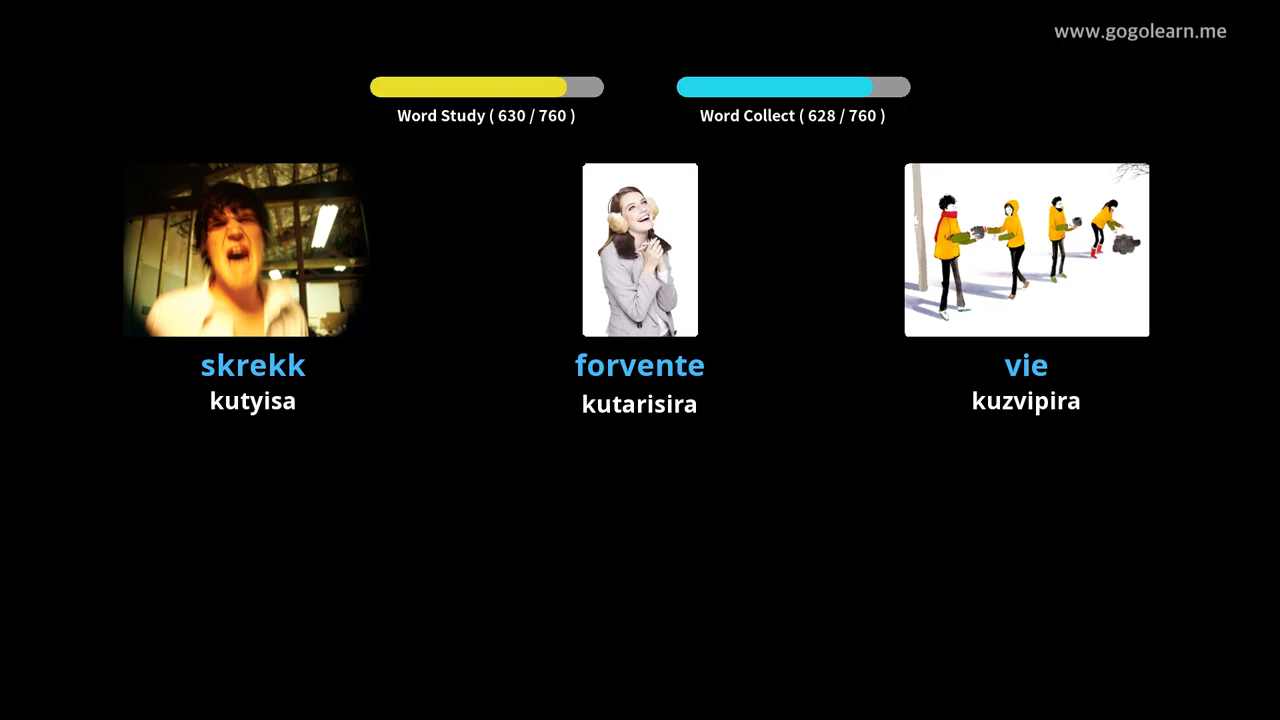 www.gogolearn.me
Word Study ( 630 / 760 )
Word Collect ( 628 / 760 )
skrekk
forvente
vie
kutyisa
kutarisira
kuzvipira